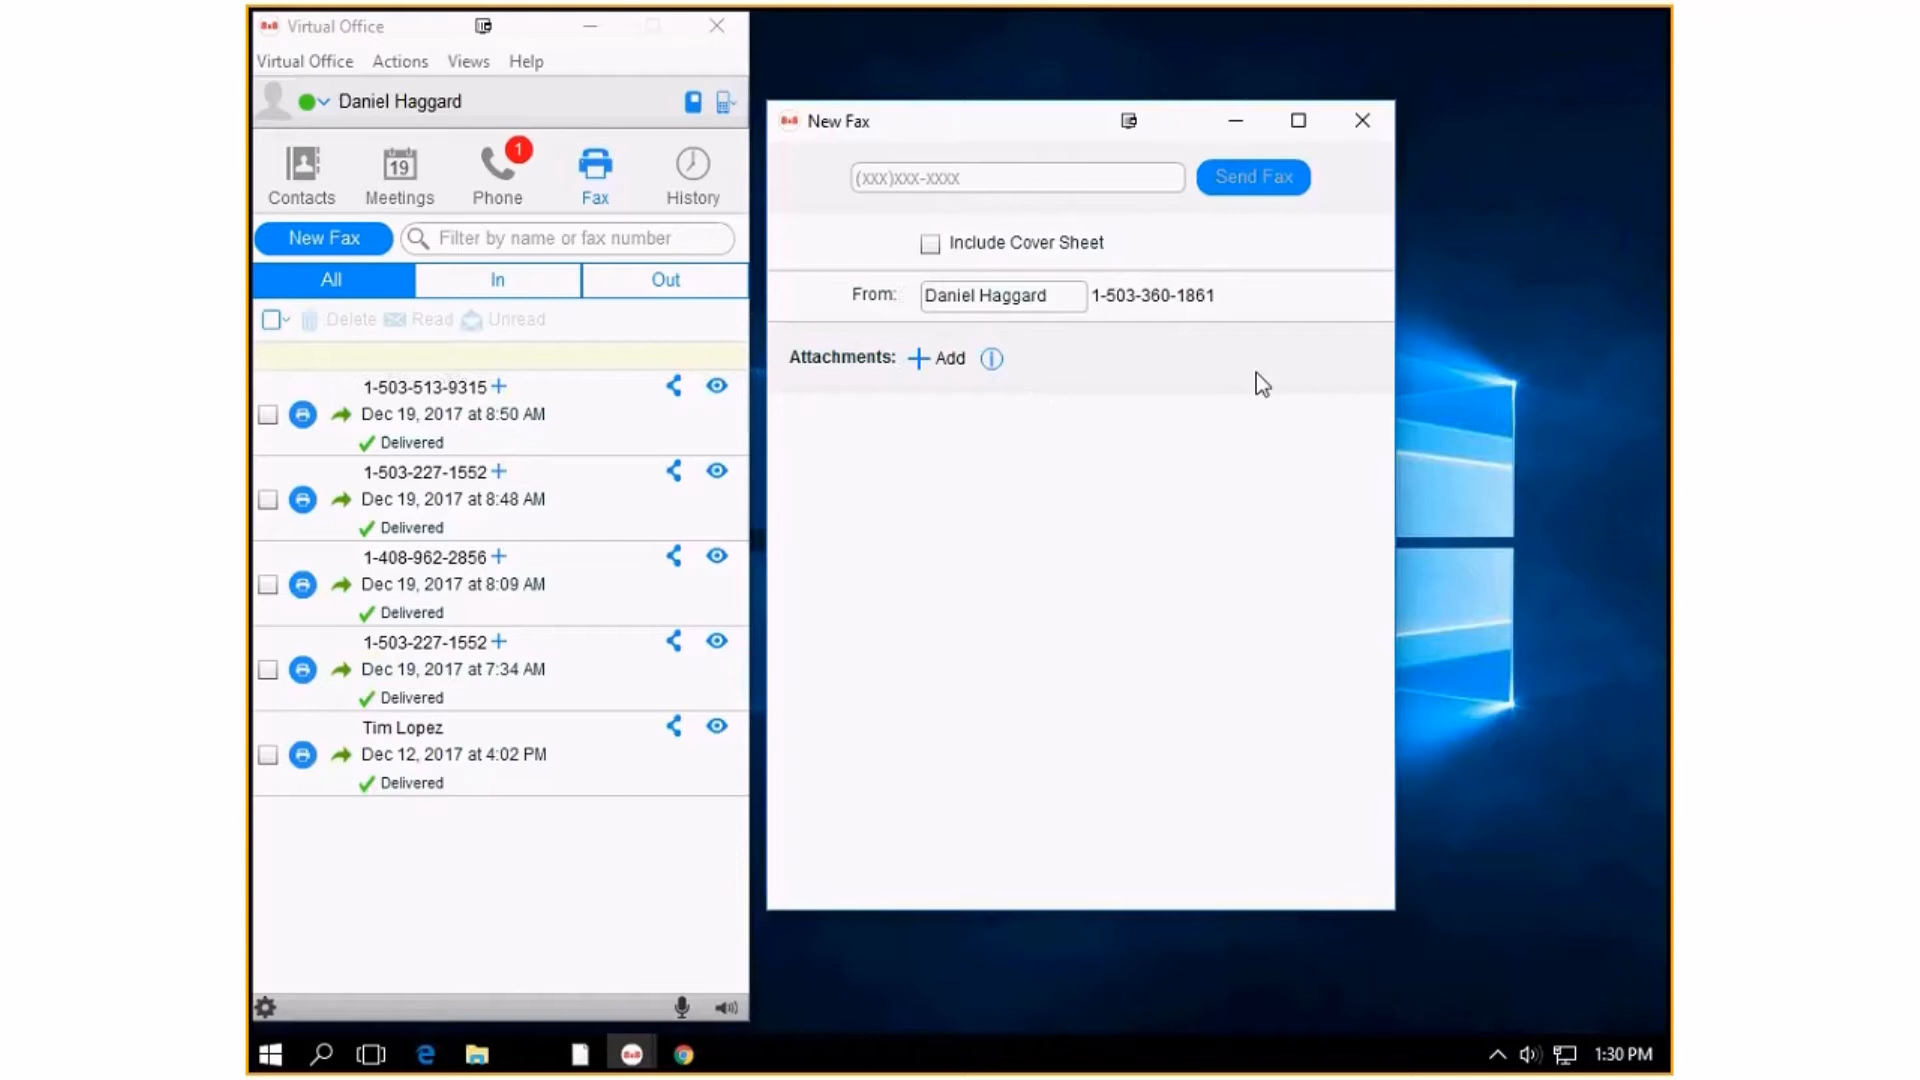 8x8 Virtual Office
Virtual Office Actions Views Help
Daniel Haggard
19
1
Contacts Meetings Phone Fax History
New Fax
Filter by name or fax number
All In Out
Delete Read Unread
1-503-513-9315
Dec 19, 2017 at 8:50 AM
Delivered
1-503-227-1552
Dec 19, 2017 at 8:48 AM
Delivered
1-408-962-2856
Dec 19, 2017 at 8:09 AM
Delivered
1-503-227-1552
Dec 19, 2017 at 7:34 AM
Delivered
Tim Lopez
Dec 12, 2017 at 4:02 PM
Delivered
8x8 New Fax
(xxx)xxx-xxxx
Send Fax
Include Cover Sheet
From: Daniel Haggard 1-503-360-1861
Attachments: + Add
8x8
1:30 PM